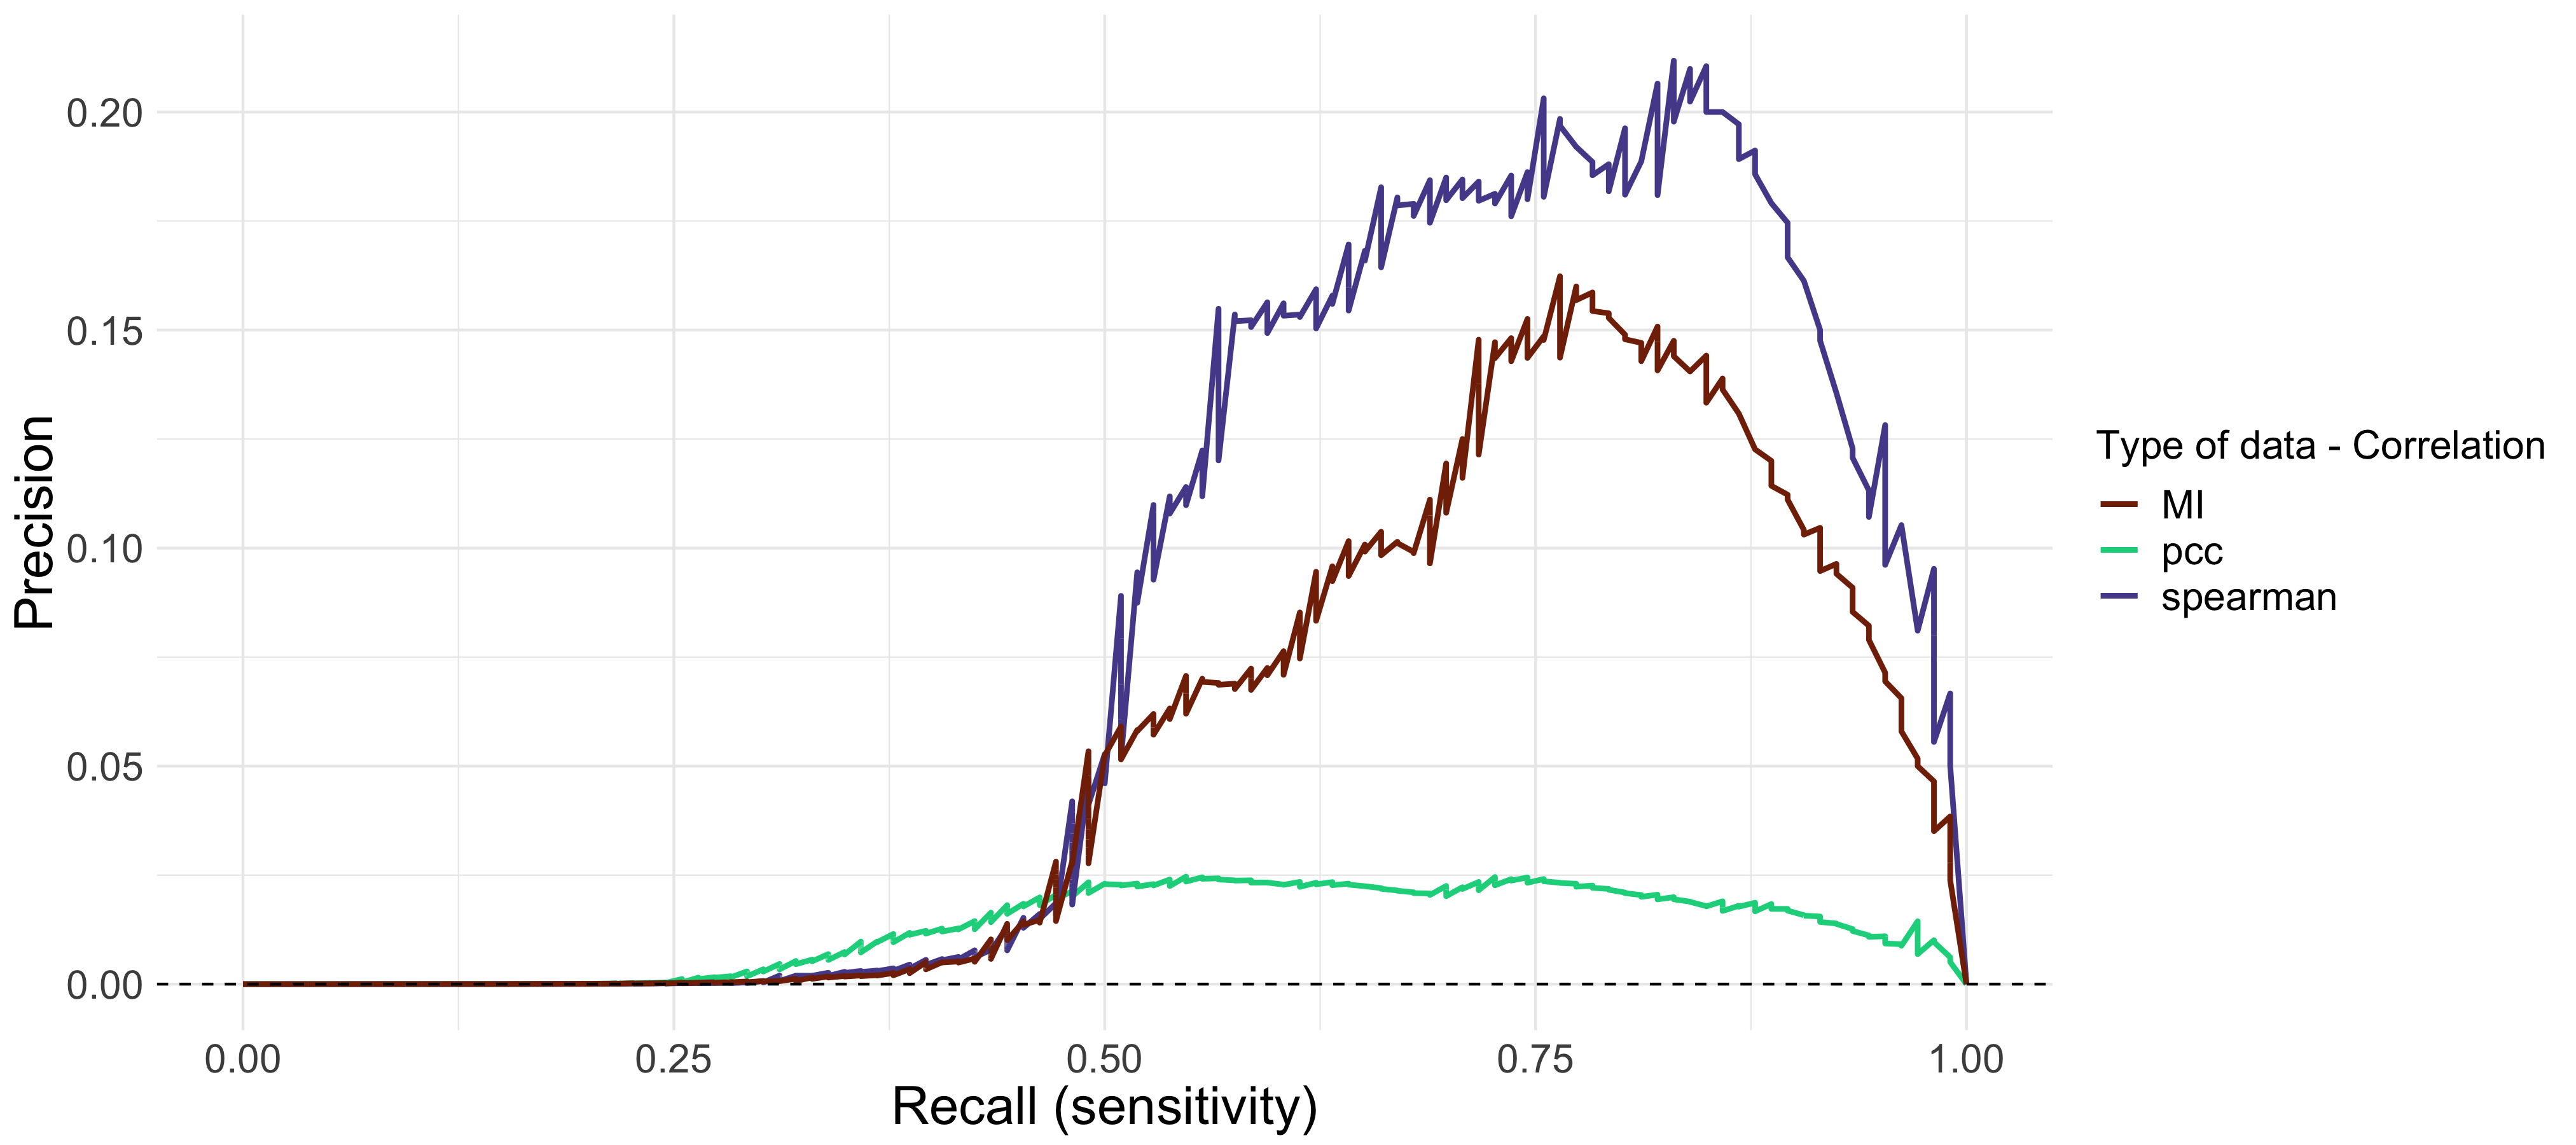 Precision
0.20
0.15
0.10
0.05
0.00
0.00 0.25 0.50 0.75 1.00
Recall (sensitivity)
Type of data - Correlation
MI
pcc
spearman